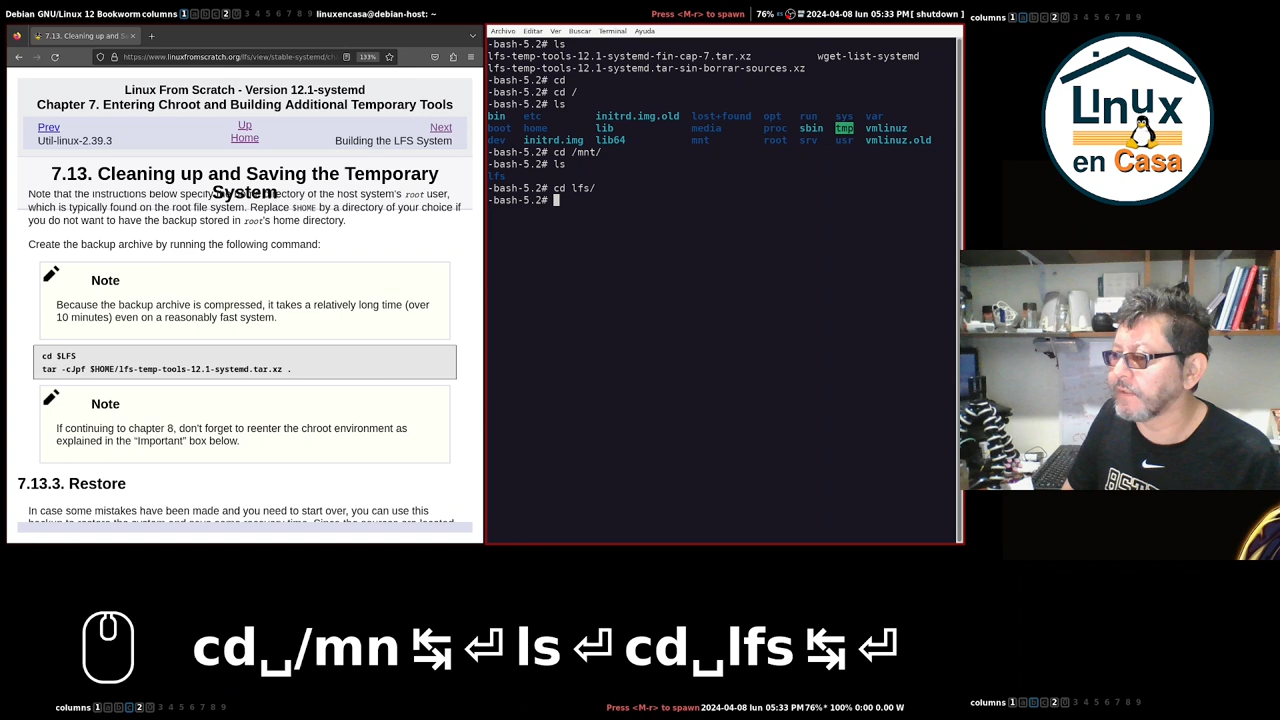 Debian GNU/Linux 12 Bookworm columns 1 a b c 2 0 3 4 5 6 7 8 9 linuxencasa@debian-host: ~
Press <M-r> to spawn 76% 2024-04-08 lun 05:33 PM [ shutdown ]
columns 1 a b c 2 0 3 4 5 6 7 8 9
7.13. Cleaning up and S
https://www.linuxfromscratch.org/lfs/view/stable-systemd/ch
133%
Linux From Scratch - Version 12.1-systemd
Chapter 7. Entering Chroot and Building Additional Temporary Tools
Prev Up Next
Util-linux-2.39.3 Home Building the LFS System
7.13. Cleaning up and Saving the Temporary
System
Note that the instructions below specify directory of the host system's root user,
which is typically found on the root file system. Replace $HOME by a directory of your choice if
you do not want to have the backup stored in root's home directory.
Create the backup archive by running the following command:
Note
Because the backup archive is compressed, it takes a relatively long time (over
10 minutes) even on a reasonably fast system.
cd $LFS
tar -cJpf $HOME/lfs-temp-tools-12.1-systemd.tar.xz .
Note
If continuing to chapter 8, don't forget to reenter the chroot environment as
explained in the “Important” box below.
7.13.3. Restore
In case some mistakes have been made and you need to start over, you can use this
Archivo Editar Ver Buscar Terminal Ayuda
-bash-5.2# ls
lfs-temp-tools-12.1-systemd-fin-cap-7.tar.xz wget-list-systemd
lfs-temp-tools-12.1-systemd.tar-sin-borrar-sources.xz
-bash-5.2# cd
-bash-5.2# cd /
-bash-5.2# ls
bin etc initrd.img.old lost+found opt run sys var
boot home lib media proc sbin tmp vmlinuz
dev initrd.img lib64 mnt root srv usr vmlinuz.old
-bash-5.2# cd /mnt/
-bash-5.2# ls
lfs
-bash-5.2# cd lfs/
-bash-5.2#
Linux
en Casa
cd␣/mn ↹ ⏎ ls ⏎ cd␣lfs ↹ ⏎
columns 1 a b c 2 0 3 4 5 6 7 8 9
Press <M-r> to spawn 2024-04-08 lun 05:33 PM 76%* 100% 0:00 0.00 W
columns 1 a b c 2 0 3 4 5 6 7 8 9